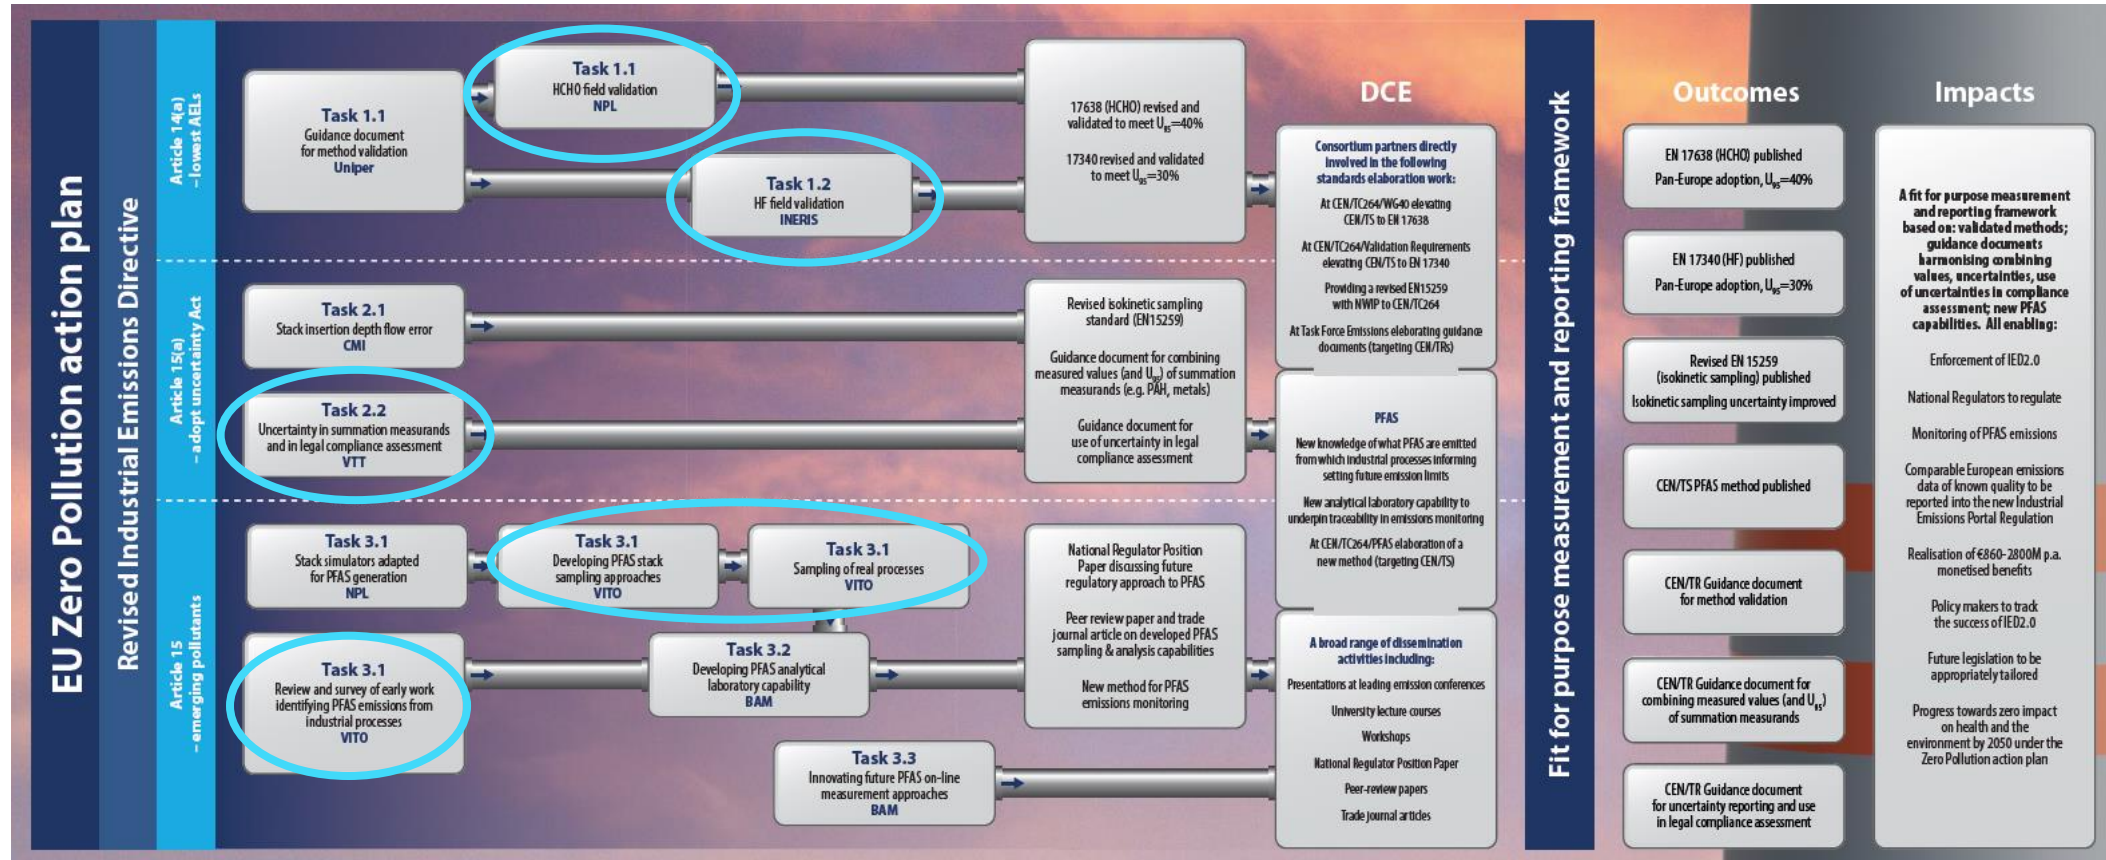 EU Zero Pollution action plan
Revised Industrial Emissions Directive
Article 14(a)
– lowest AELs
Task 1.1
Guidance document
for method validation
Uniper
Task 1.1
HCHO field validation
NPL
Task 1.2
HF field validation
INERIS
17638 (HCHO) revised and
validated to meet U95=40%
17340 revised and validated
to meet U95=30%
Article 15(a)
– adopt uncertainty Act
Task 2.1
Stack insertion depth flow error
CMI
Task 2.2
Uncertainty in summation measurands
and in legal compliance assessment
VTT
Revised isokinetic sampling
standard (EN15259)
Guidance document for combining
measured values (and U95) of summation
measurands (e.g. PAH, metals)
Guidance document for
use of uncertainty in legal
compliance assessment
Article 15
– emerging pollutants
Task 3.1
Stack simulators adapted
for PFAS generation
NPL
Task 3.1
Developing PFAS stack
sampling approaches
VITO
Task 3.1
Sampling of real processes
VITO
Task 3.1
Review and survey of early work
identifying PFAS emissions from
industrial processes
VITO
Task 3.2
Developing PFAS analytical
laboratory capability
BAM
Task 3.3
Innovating future PFAS on-line
measurement approaches
BAM
National Regulator Position
Paper discussing future
regulatory approach to PFAS
Peer review paper and trade
journal article on developed PFAS
sampling & analysis capabilities
New method for PFAS
emissions monitoring
DCE
Consortium partners directly
involved in the following
standards elaboration work:
At CEN/TC264/WG40 elevating
CEN/TS to EN 17638
At CEN/TC264/Validation Requirements
elevating CEN/TS to EN 17340
Providing a revised EN15259
with NWIP to CEN/TC264
At Task Force Emissions eleborating guidance
documents (targeting CEN/TRs)
PFAS
New knowledge of what PFAS are emitted
from which industrial processes informing
setting future emission limits
New analytical laboratory capability to
underpin traceability in emissions monitoring
At CEN/TC264/PFAS elaboration of a
new method (targeting CEN/TS)
A broad range of dissemination
activities including:
Presentations at leading emission conferences
University lecture courses
Workshops
National Regulator Position Paper
Peer-review papers
Trade journal articles
Fit for purpose measurement and reporting framework
Outcomes
EN 17638 (HCHO) published
Pan-Europe adoption, U95=40%
EN 17340 (HF) published
Pan-Europe adoption, U95=30%
Revised EN 15259
(isokinetic sampling) published
Isokinetic sampling uncertainty improved
CEN/TS PFAS method published
CEN/TR Guidance document
for method validation
CEN/TR Guidance document for
combining measured values (and U95)
of summation measurands
CEN/TR Guidance document
for uncertainty reporting and use
in legal compliance assessment
Impacts
A fit for purpose measurement
and reporting framework
based on: validated methods;
guidance documents
harmonising combining
values, uncertainties, use
of uncertainties in compliance
assessment; new PFAS
capabilities. All enabling:
Enforcement of IED2.0
National Regulators to regulate
Monitoring of PFAS emissions
Comparable European emissions
data of known quality to be
reported into the new Industrial
Emissions Portal Regulation
Realisation of €860-2800M p.a.
monetised benefits
Policy makers to track
the success of IED2.0
Future legislation to be
appropriately tailored
Progress towards zero impact
on health and the
environment by 2050 under the
Zero Pollution action plan